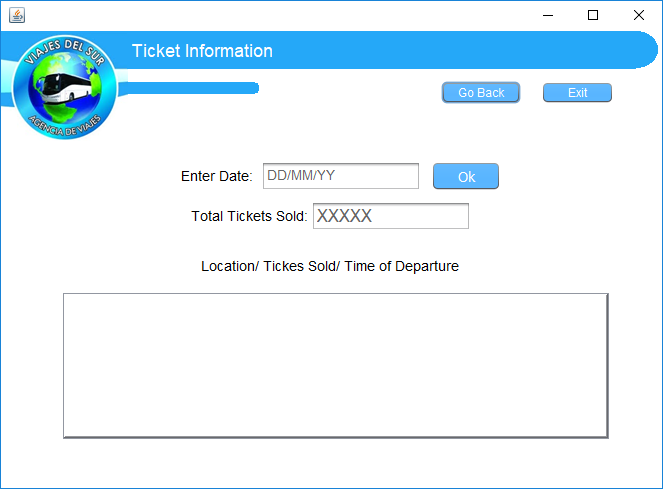 Ticket Information
VIAJES DEL SUR
AGENCIA DE VIAJES
Go Back
Exit
Enter Date: DD/MM/YY Ok
Total Tickets Sold: XXXXX
Location/ Tickes Sold/ Time of Departure